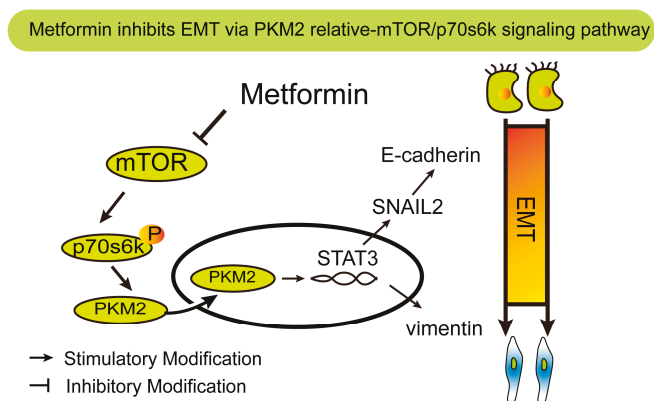 Metformin inhibits EMT via PKM2 relative-mTOR/p70s6k signaling pathway
Metformin
mTOR
E-cadherin
SNAIL2
P
p70s6k
STAT3
PKM2
PKM2
vimentin
EMT
Stimulatory Modification
Inhibitory Modification